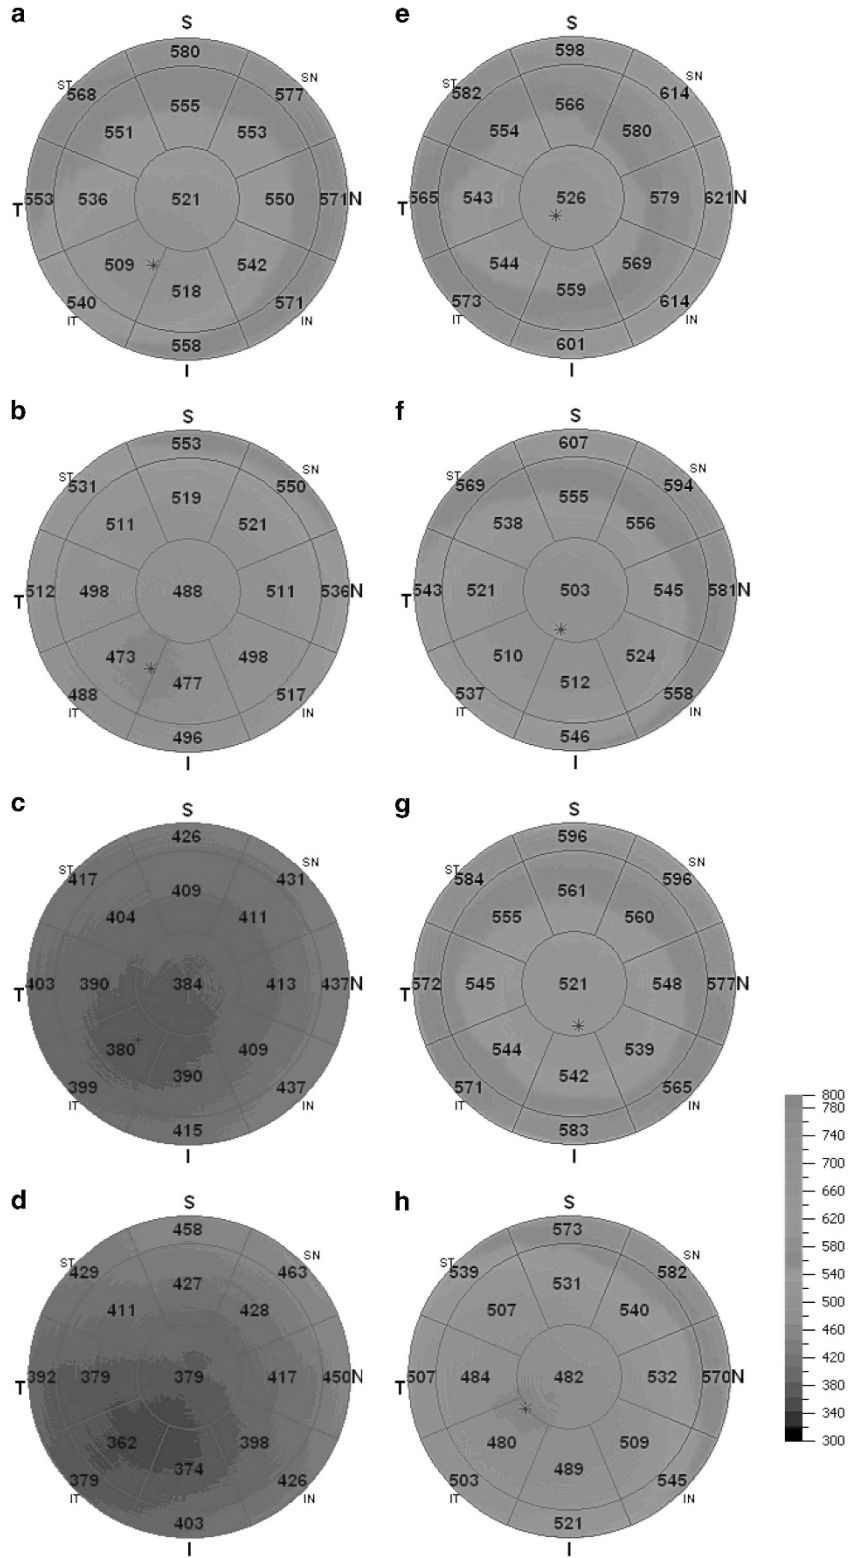 a
S
580
ST SN
568 577
555
551 553
T 553 536 521 550 571 N
509 * 542
518
540 571
IT IN
558
I
e
S
598
ST SN
582 614
566
554 580
T 565 543 526 579 621 N
*
544 569
559
573 614
IT IN
601
I
b
S
553
ST SN
531 550
519
511 521
T 512 498 488 511 536 N
473 * 498
477
488 517
IT IN
496
I
f
S
607
ST SN
569 594
555
538 556
T 543 521 503 545 581 N
*
510 524
512
537 558
IT IN
546
I
c
S
426
ST SN
417 431
409
404 411
T 403 390 384 413 437 N
*
380 409
390
399 437
IT IN
415
I
g
S
596
ST SN
584 596
561
555 560
T 572 545 521 548 577 N
*
544 539
542
571 565
IT IN
583
I
d
S
458
ST SN
429 463
427
411 428
T 392 379 379 417 450 N
362 398
374
379 426
IT IN
403
I
h
S
573
ST SN
539 582
531
507 540
T 507 484 482 532 570 N
*
480 509
489
503 545
IT IN
521
I
800
780
740
700
660
620
580
540
500
460
420
380
340
300